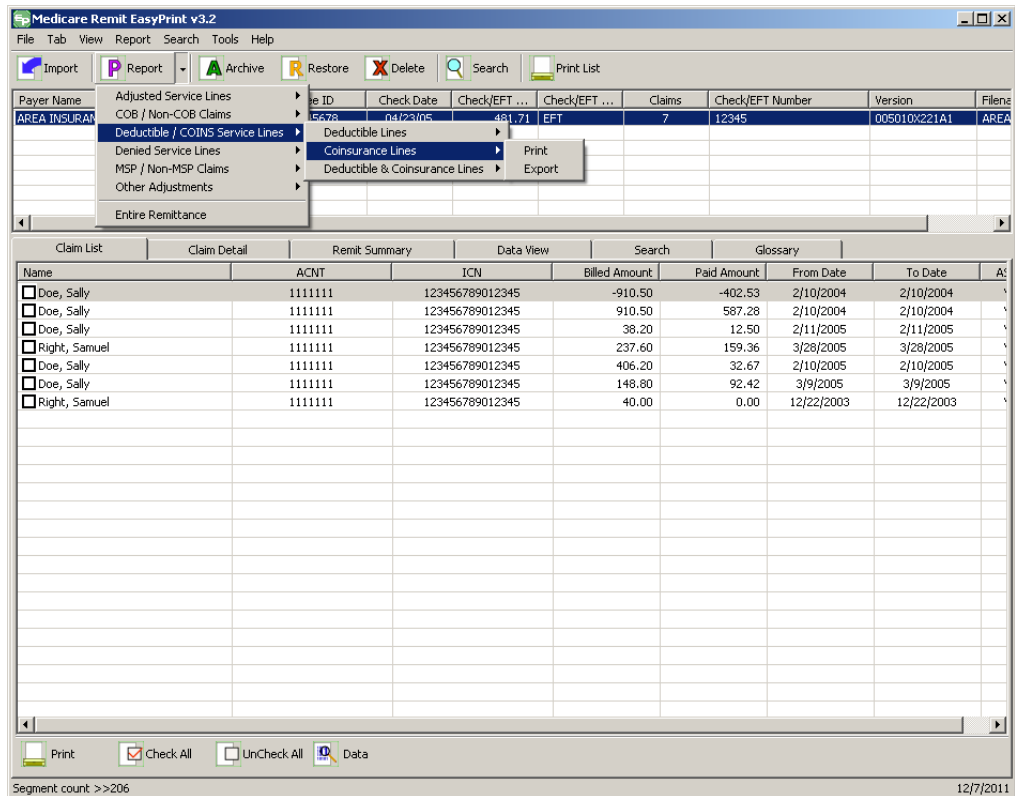 Medicare Remit EasyPrint v3.2
File Tab View Report Search Tools Help
Import P Report A Archive R Restore X Delete Search Print List
Payer Name ee ID Check Date Check/EFT ... Check/EFT ... Claims Check/EFT Number Version Filena
AREA INSURAN 5678 04/23/05 481.71 EFT 7 12345 005010X221A1 AREA
Adjusted Service Lines
COB / Non-COB Claims
Deductible / COINS Service Lines
Denied Service Lines
MSP / Non-MSP Claims
Other Adjustments
Entire Remittance
Deductible Lines
Coinsurance Lines
Deductible & Coinsurance Lines
Print
Export
Claim List Claim Detail Remit Summary Data View Search Glossary
Name ACNT ICN Billed Amount Paid Amount From Date To Date AS
Doe, Sally 1111111 123456789012345 -910.50 -402.53 2/10/2004 2/10/2004
Doe, Sally 1111111 123456789012345 910.50 587.28 2/10/2004 2/10/2004
Doe, Sally 1111111 123456789012345 38.20 12.50 2/11/2005 2/11/2005
Right, Samuel 1111111 123456789012345 237.60 159.36 3/28/2005 3/28/2005
Doe, Sally 1111111 123456789012345 406.20 32.67 2/10/2005 2/10/2005
Doe, Sally 1111111 123456789012345 148.80 92.42 3/9/2005 3/9/2005
Right, Samuel 1111111 123456789012345 40.00 0.00 12/22/2003 12/22/2003
Print Check All UnCheck All Data
Segment count >>206 12/7/2011